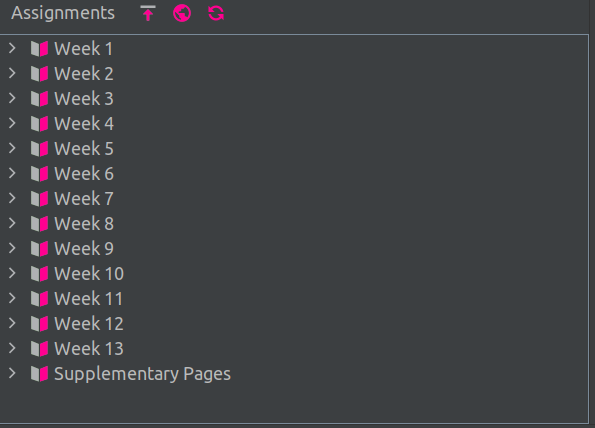 Assignments
Week 1
Week 2
Week 3
Week 4
Week 5
Week 6
Week 7
Week 8
Week 9
Week 10
Week 11
Week 12
Week 13
Supplementary Pages